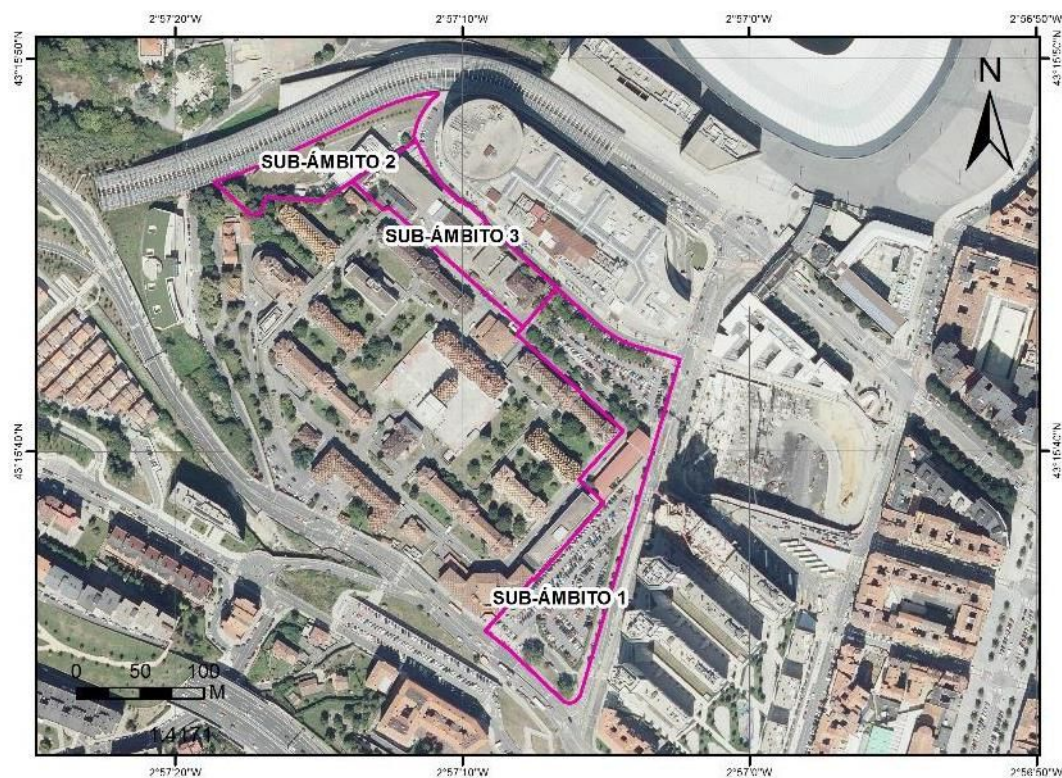 2°57'20"W 2°57'10"W 2°57'0"W 2°56'50"W
43°15'50"N 43°15'50"N
N
SUB-ÁMBITO 2
SUB-ÁMBITO 3
43°15'40"N 43°15'40"N
SUB-ÁMBITO 1
0 50 100
M
1:4171
2°57'20"W 2°57'10"W 2°57'0"W 2°56'50"W